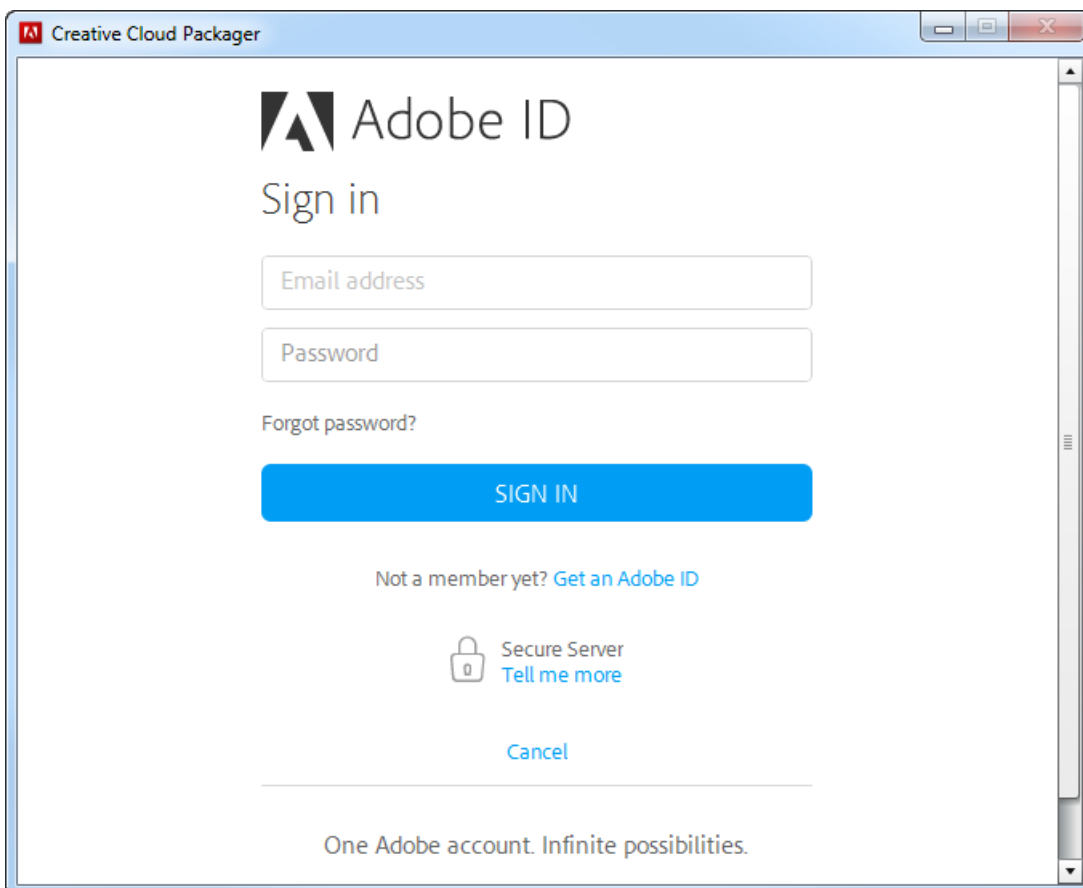 Creative Cloud Packager
Adobe ID
Sign in
Email address
Password
Forgot password?
SIGN IN
Not a member yet? Get an Adobe ID
Secure Server
Tell me more
Cancel
One Adobe account. Infinite possibilities.